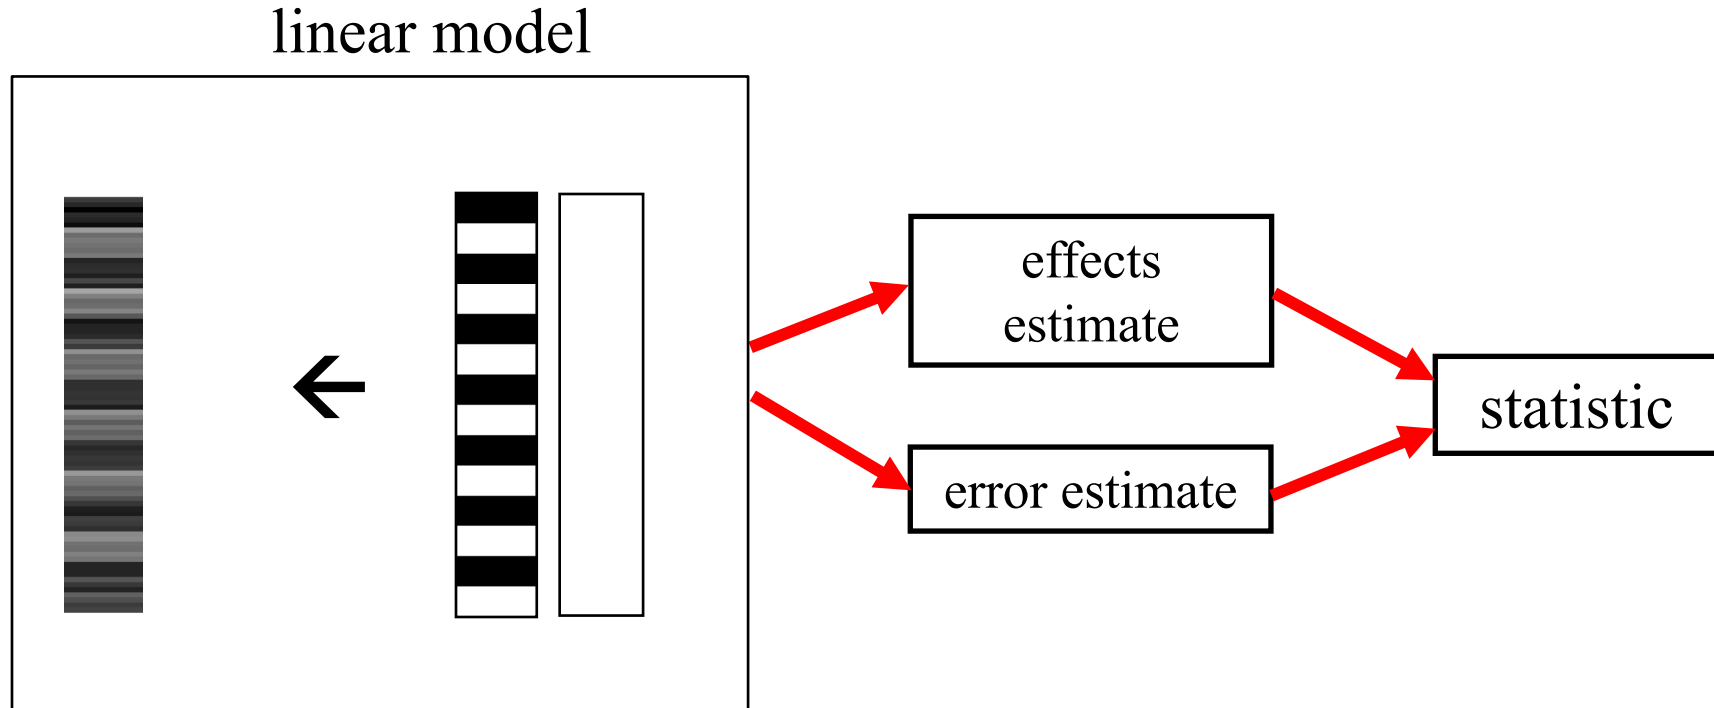 linear model
effects
estimate
error estimate
statistic